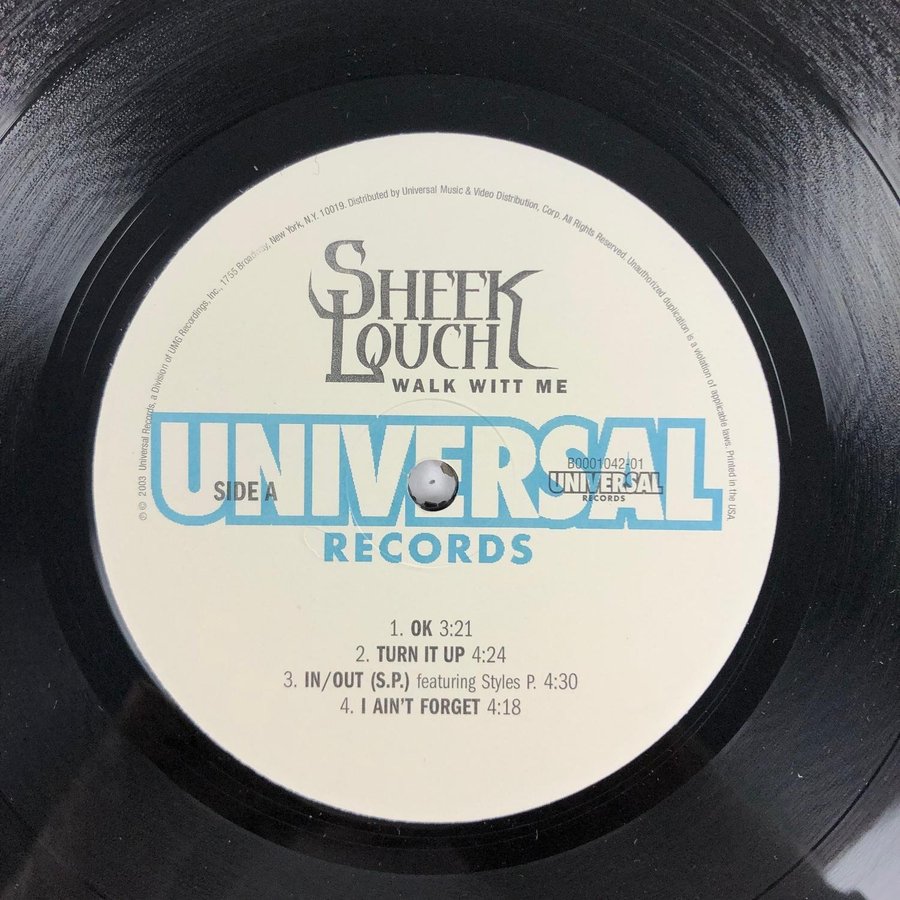 ℗ © 2003 Universal Records, a Division of UMG Recordings, Inc., 1755 Broadway, New York, N.Y. 10019. Distributed by Universal Music & Video Distribution, Corp. All Rights Reserved. Unauthorized duplication is a violation of applicable laws. Printed in the USA
SHEEK
LOUCH
WALK WITT ME
UNIVERSAL
RECORDS
SIDE A
B0001042-01
UNIVERSAL
RECORDS
1. OK 3:21
2. TURN IT UP 4:24
3. IN/OUT (S.P.) featuring Styles P. 4:30
4. I AIN'T FORGET 4:18